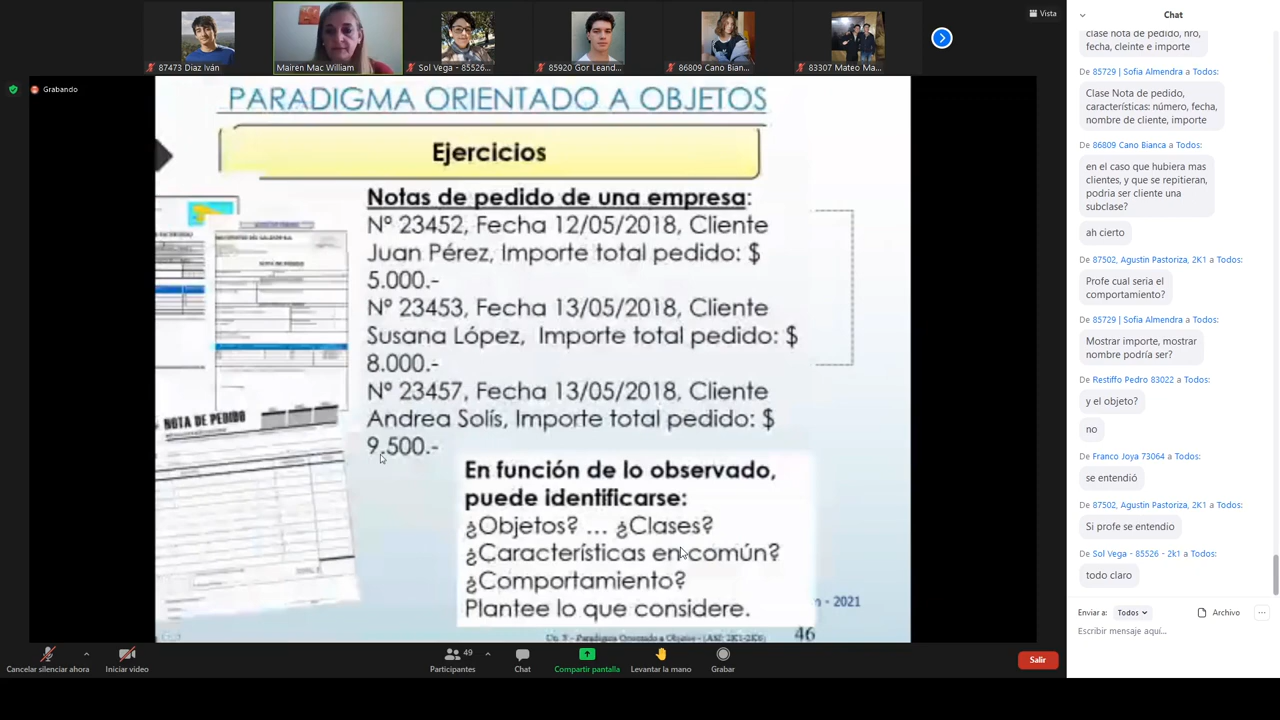 Vista
87473 Diaz Iván
Mairen Mac William
Sol Vega - 85526...
85920 Gor Leand...
86809 Cano Bian...
83307 Mateo Ma...
Grabando
PARADIGMA ORIENTADO A OBJETOS
Ejercicios
Notas de pedido de una empresa:
N° 23452, Fecha 12/05/2018, Cliente
Juan Pérez, Importe total pedido: $
5.000.-
N° 23453, Fecha 13/05/2018, Cliente
Susana López, Importe total pedido: $
8.000.-
N° 23457, Fecha 13/05/2018, Cliente
Andrea Solís, Importe total pedido: $
9.500.-
NOTA DE PEDIDO
En función de lo observado,
puede identificarse:
¿Objetos? ... ¿Clases?
¿Características en común?
¿Comportamiento?
Plantee lo que considere.
n - 2021
46
Cancelar silenciar ahora
Iniciar video
49
Participantes
Chat
Compartir pantalla
Levantar la mano
Grabar
Salir
Chat
clase nota de pedido, nro,
fecha, cleinte e importe
De 85729 | Sofia Almendra a Todos:
Clase Nota de pedido,
características: número, fecha,
nombre de cliente, importe
De 86809 Cano Bianca a Todos:
en el caso que hubiera mas
clientes, y que se repitieran,
podria ser cliente una
subclase?
ah cierto
De 87502, Agustin Pastoriza, 2K1 a Todos:
Profe cual seria el
comportamiento?
De 85729 | Sofia Almendra a Todos:
Mostrar importe, mostrar
nombre podría ser?
De Restiffo Pedro 83022 a Todos:
y el objeto?
no
De Franco Joya 73064 a Todos:
se entendió
De 87502, Agustin Pastoriza, 2K1 a Todos:
Si profe se entendio
De Sol Vega - 85526 - 2k1 a Todos:
todo claro
Enviar a: Todos
Archivo
...
Escribir mensaje aquí...